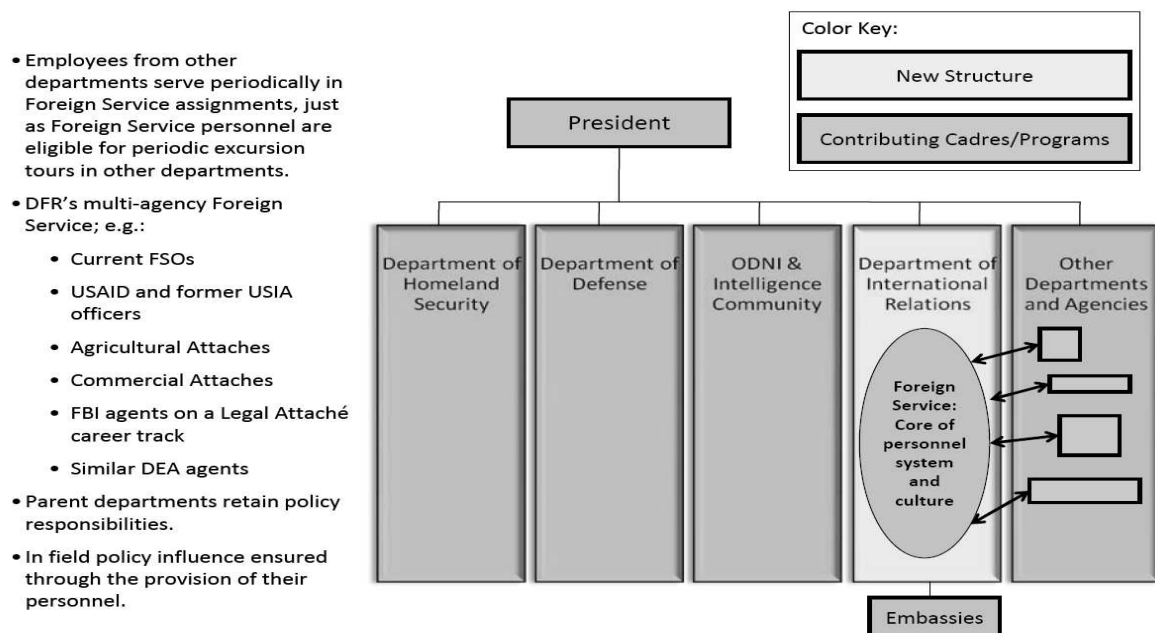 • Employees from other
departments serve periodically in
Foreign Service assignments, just
as Foreign Service personnel are
eligible for periodic excursion
tours in other departments.
• DFR’s multi-agency Foreign
Service; e.g.:
• Current FSOs
• USAID and former USIA
officers
• Agricultural Attaches
• Commercial Attaches
• FBI agents on a Legal Attaché
career track
• Similar DEA agents
• Parent departments retain policy
responsibilities.
• In field policy influence ensured
through the provision of their
personnel.
Color Key:
New Structure
Contributing Cadres/Programs
President
Department of
Homeland
Security
Department of
Defense
ODNI &
Intelligence
Community
Department of
International
Relations
Other
Departments
and Agencies
Foreign
Service:
Core of
personnel
system
and
culture
Embassies